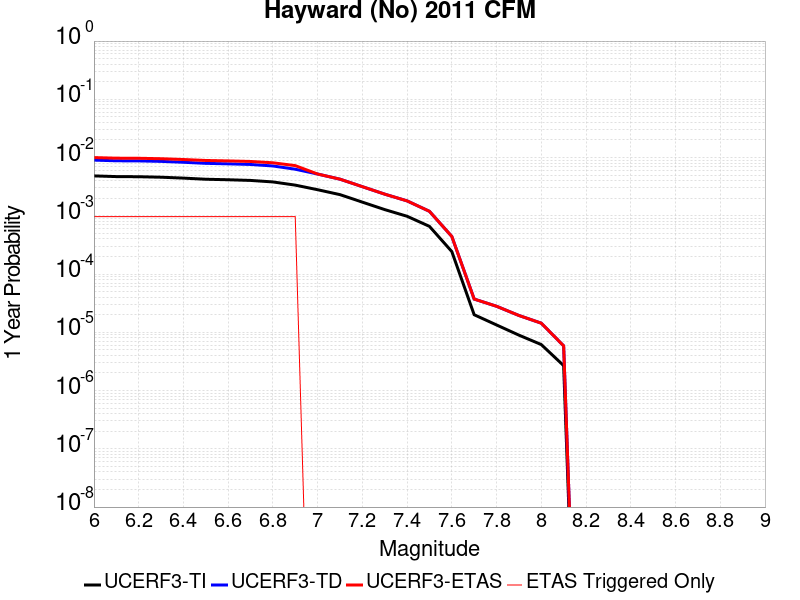 Hayward (No) 2011 CFM
10^0
10^-1
10^-2
10^-3
10^-4
10^-5
10^-6
10^-7
10^-8
1 Year Probability
6 6.2 6.4 6.6 6.8 7 7.2 7.4 7.6 7.8 8 8.2 8.4 8.6 8.8 9
Magnitude
UCERF3-TI UCERF3-TD UCERF3-ETAS ETAS Triggered Only